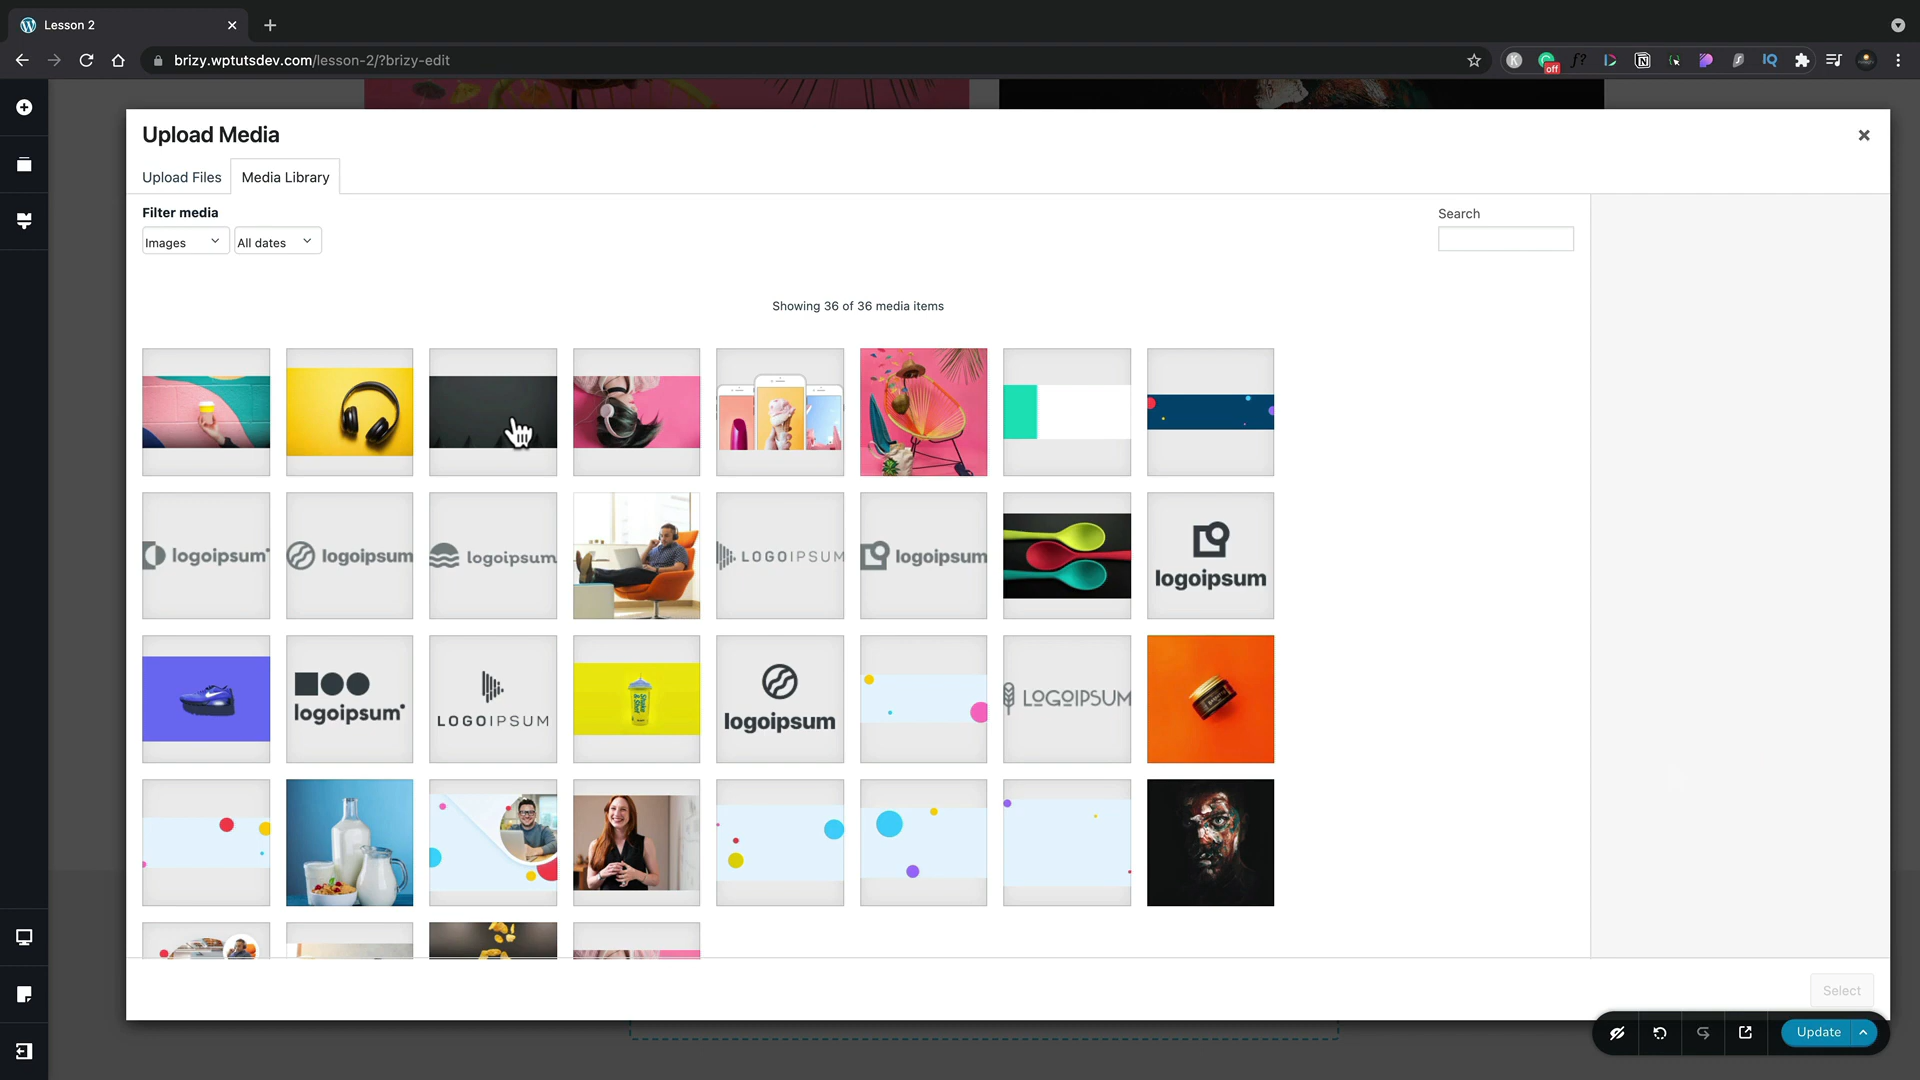 Lesson 2
brizy.wptutsdev.com/lesson-2/?brizy-edit
off
Upload Media
Upload Files
Media Library
Filter media
Images
All dates
Search
Showing 36 of 36 media items
logoipsum
logoipsum
logoipsum
LOGOIPSUM
logoipsum
logoipsum
logoipsum
LOGOIPSUM
logoipsum
LOGOIPSUM
Select
Update